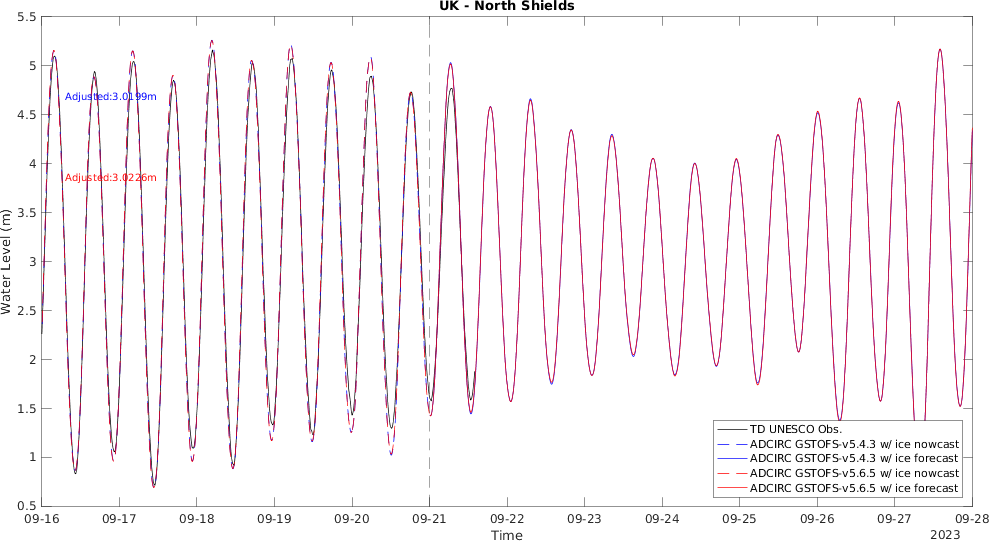 UK - North Shields
5.5
5
4.5
4
3.5
3
2.5
2
1.5
1
0.5
Water Level (m)
Adjusted:3.0199m
Adjusted:3.0226m
TD UNESCO Obs.
ADCIRC GSTOFS-v5.4.3 w/ ice nowcast
ADCIRC GSTOFS-v5.4.3 w/ ice forecast
ADCIRC GSTOFS-v5.6.5 w/ ice nowcast
ADCIRC GSTOFS-v5.6.5 w/ ice forecast
09-16 09-17 09-18 09-19 09-20 09-21 09-22 09-23 09-24 09-25 09-26 09-27 09-28
Time
2023